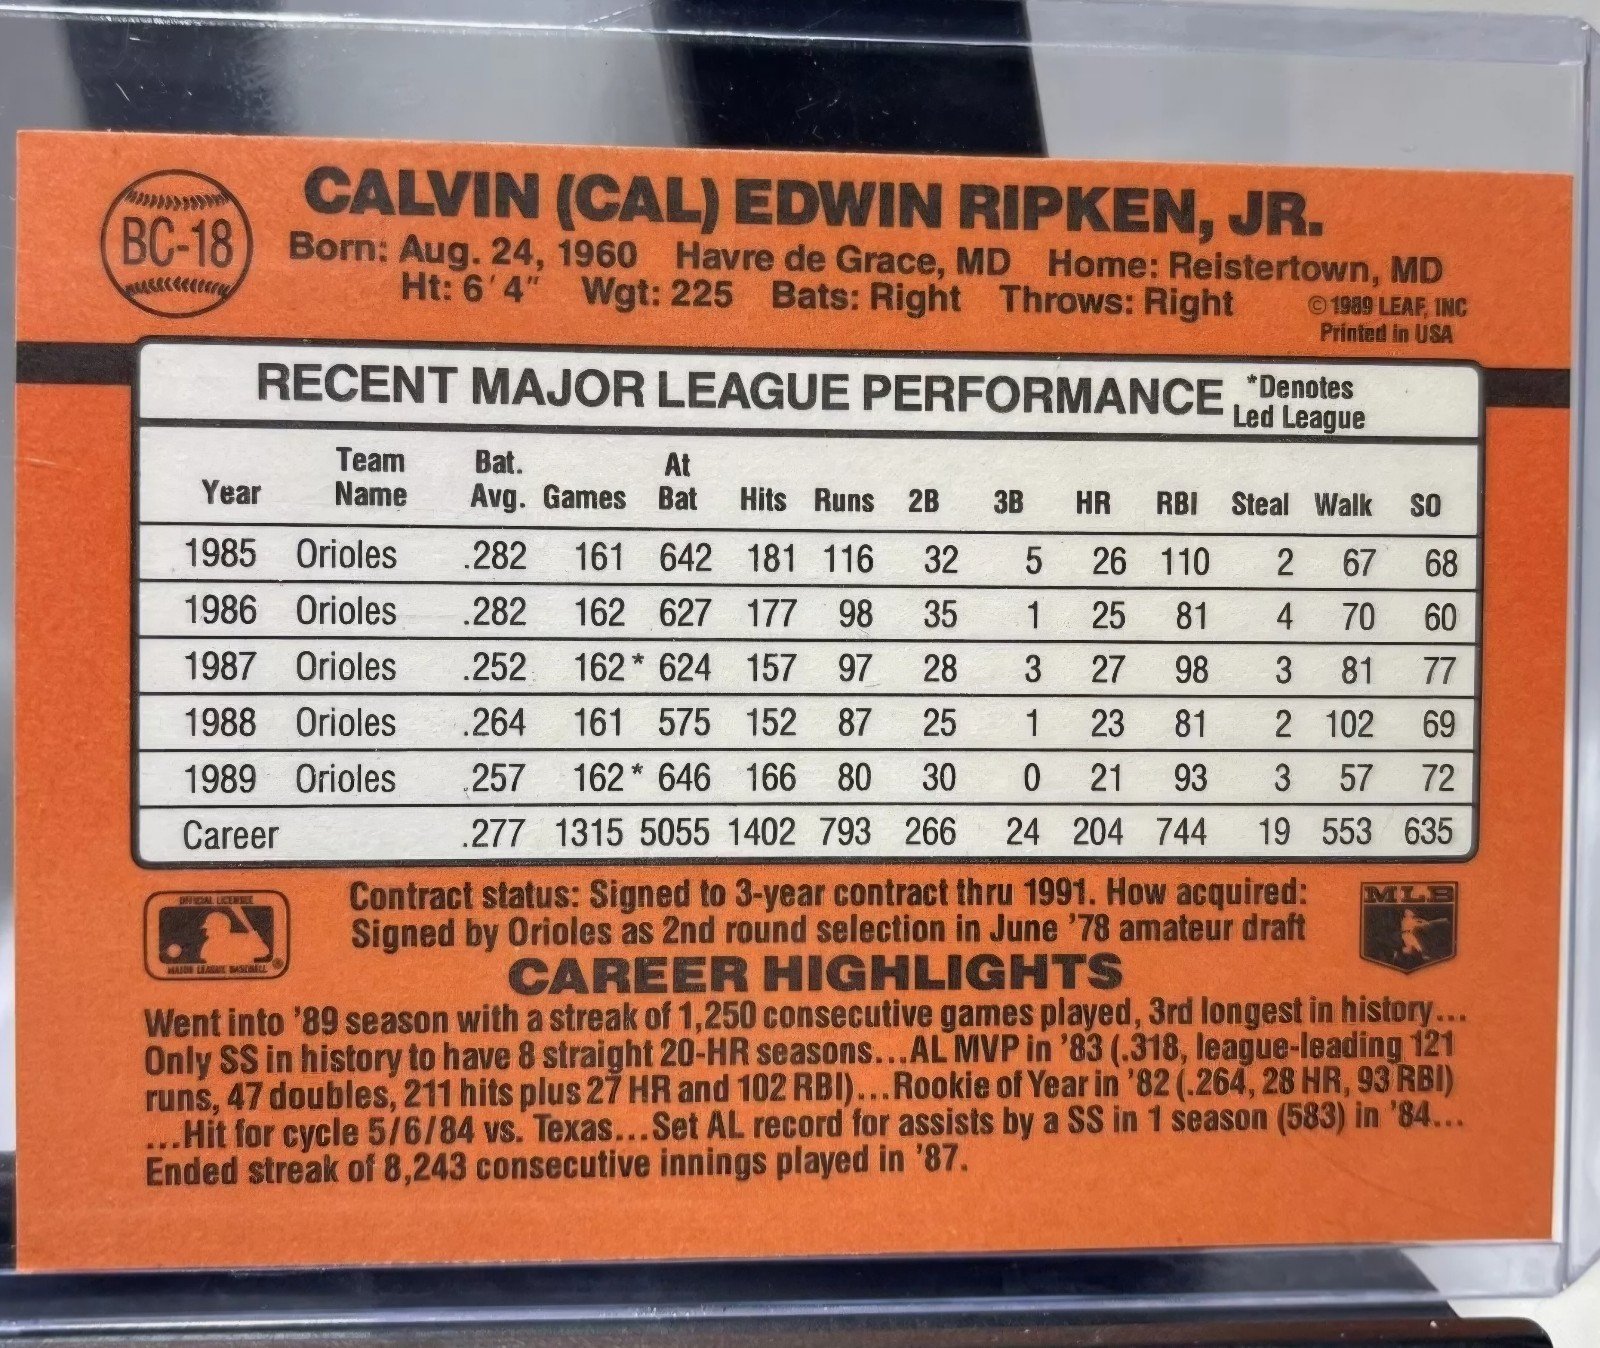 BC-18
CALVIN (CAL) EDWIN RIPKEN, JR.
Born: Aug. 24, 1960 Havre de Grace, MD Home: Reistertown, MD
Ht: 6'4" Wgt: 225 Bats: Right Throws: Right
© 1989 LEAF, INC
Printed in USA
RECENT MAJOR LEAGUE PERFORMANCE *Denotes Led League
Year Team Name Bat. Avg. Games At Bat Hits Runs 2B 3B HR RBI Steal Walk SO
1985 Orioles .282 161 642 181 116 32 5 26 110 2 67 68
1986 Orioles .282 162 627 177 98 35 1 25 81 4 70 60
1987 Orioles .252 162* 624 157 97 28 3 27 98 3 81 77
1988 Orioles .264 161 575 152 87 25 1 23 81 2 102 69
1989 Orioles .257 162* 646 166 80 30 0 21 93 3 57 72
Career .277 1315 5055 1402 793 266 24 204 744 19 553 635
OFFICIAL LICENSEE
MAJOR LEAGUE BASEBALL
Contract status: Signed to 3-year contract thru 1991. How acquired:
Signed by Orioles as 2nd round selection in June '78 amateur draft
MLB
CAREER HIGHLIGHTS
Went into '89 season with a streak of 1,250 consecutive games played, 3rd longest in history...
Only SS in history to have 8 straight 20-HR seasons...AL MVP in '83 (.318, league-leading 121
runs, 47 doubles, 211 hits plus 27 HR and 102 RBI)...Rookie of Year in '82 (.264, 28 HR, 93 RBI)
...Hit for cycle 5/6/84 vs. Texas...Set AL record for assists by a SS in 1 season (583) in '84...
Ended streak of 8,243 consecutive innings played in '87.